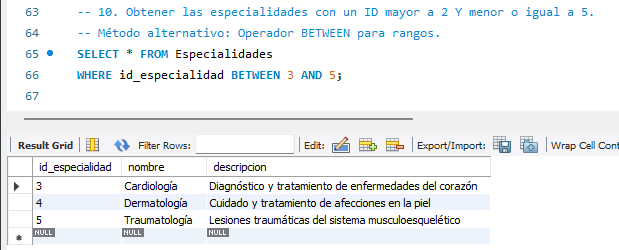 63 -- 10. Obtener las especialidades con un ID mayor a 2 Y menor o igual a 5.
64 -- Método alternativo: Operador BETWEEN para rangos.
65 SELECT * FROM Especialidades
66 WHERE id_especialidad BETWEEN 3 AND 5;
67
Result Grid Filter Rows: Edit: Export/Import: Wrap Cell Cont
id_especialidad nombre descripcion
3 Cardiología Diagnóstico y tratamiento de enfermedades del corazón
4 Dermatología Cuidado y tratamiento de afecciones en la piel
5 Traumatología Lesiones traumáticas del sistema musculoesquelético
NULL NULL NULL